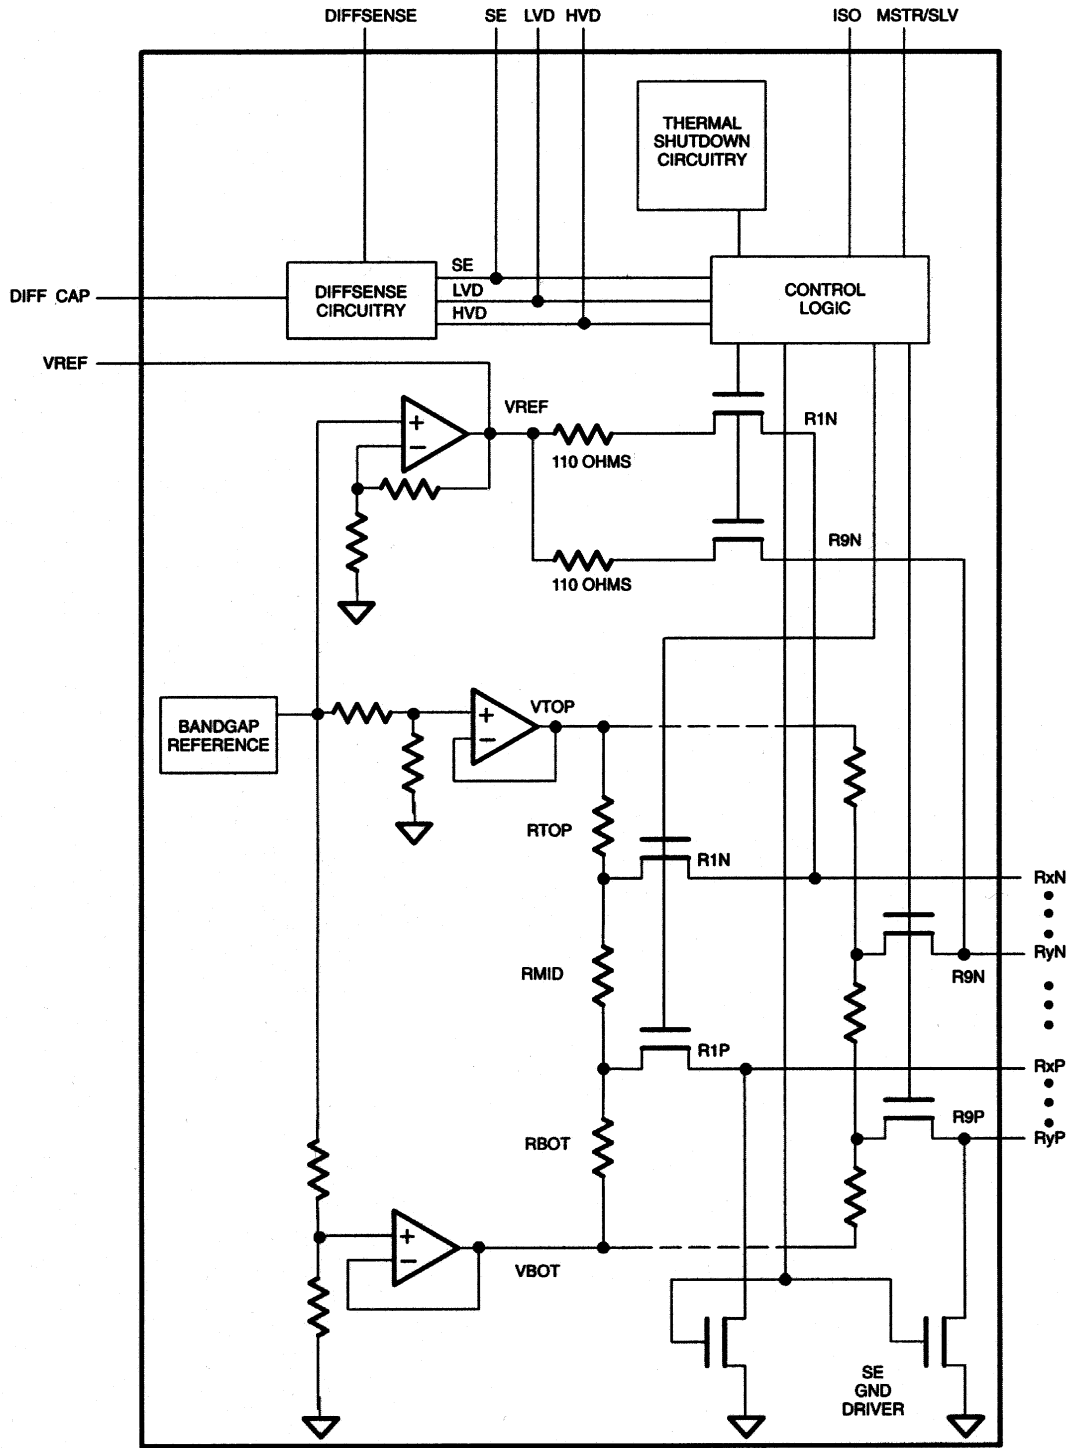 DIFFSENSE SE LVD HVD ISO MSTR/SLV
THERMAL
SHUTDOWN
CIRCUITRY
SE
LVD
HVD
DIFF CAP
DIFFSENSE
CIRCUITRY
CONTROL
LOGIC
VREF
+
−
VREF
110 OHMS
R1N
110 OHMS
R9N
BANDGAP
REFERENCE
+
−
VTOP
RTOP
R1N
RxN
RyN
R9N
RMID
R1P
RxP
R9P
RyP
RBOT
+
−
VBOT
SE
GND
DRIVER